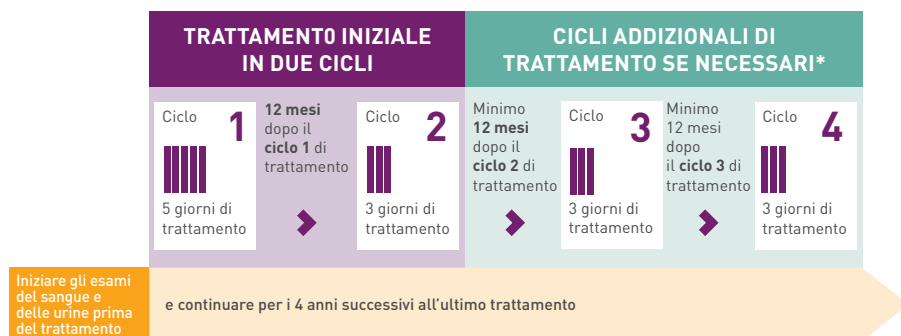 TRATTAMENTO INIZIALE
IN DUE CICLI
CICLI ADDIZIONALI DI
TRATTAMENTO SE NECESSARI*
Ciclo 1
5 giorni di
trattamento
12 mesi
dopo il
ciclo 1 di
trattamento
Ciclo 2
3 giorni di
trattamento
Minimo
12 mesi
dopo il
ciclo 2 di
trattamento
Ciclo 3
3 giorni di
trattamento
Minimo
12 mesi
dopo
il ciclo 3 di
trattamento
Ciclo 4
3 giorni di
trattamento
Iniziare gli esami
del sangue e
delle urine prima
del trattamento
e continuare per i 4 anni successivi all'ultimo trattamento